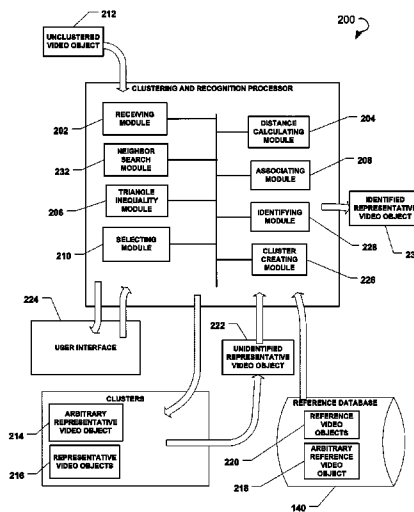 212
UNCLUSTERED
VIDEO OBJECT
200
CLUSTERING AND RECOGNITION PROCESSOR
RECEIVING
MODULE
202
DISTANCE
CALCULATING
MODULE
204
NEIGHBOR
SEARCH MODULE
232
ASSOCIATING
MODULE
208
TRIANGLE
INEQUALITY
MODULE
206
IDENTIFYING
MODULE
228
IDENTIFIED
REPRESENTATIVE
VIDEO OBJECT
SELECTING
MODULE
210
CLUSTER
CREATING
MODULE
226
224
USER INTERFACE
222
UNIDENTIFIED
REPRESENTATIVE
VIDEO OBJECT
CLUSTERS
ARBITRARY
REPRESENTATIVE
VIDEO OBJECT
214
REPRESENTATIVE
VIDEO OBJECTS
216
REFERENCE DATABASE
REFERENCE
VIDEO
OBJECTS
220
ARBITRARY
REFERENCE
VIDEO
OBJECT
218
140